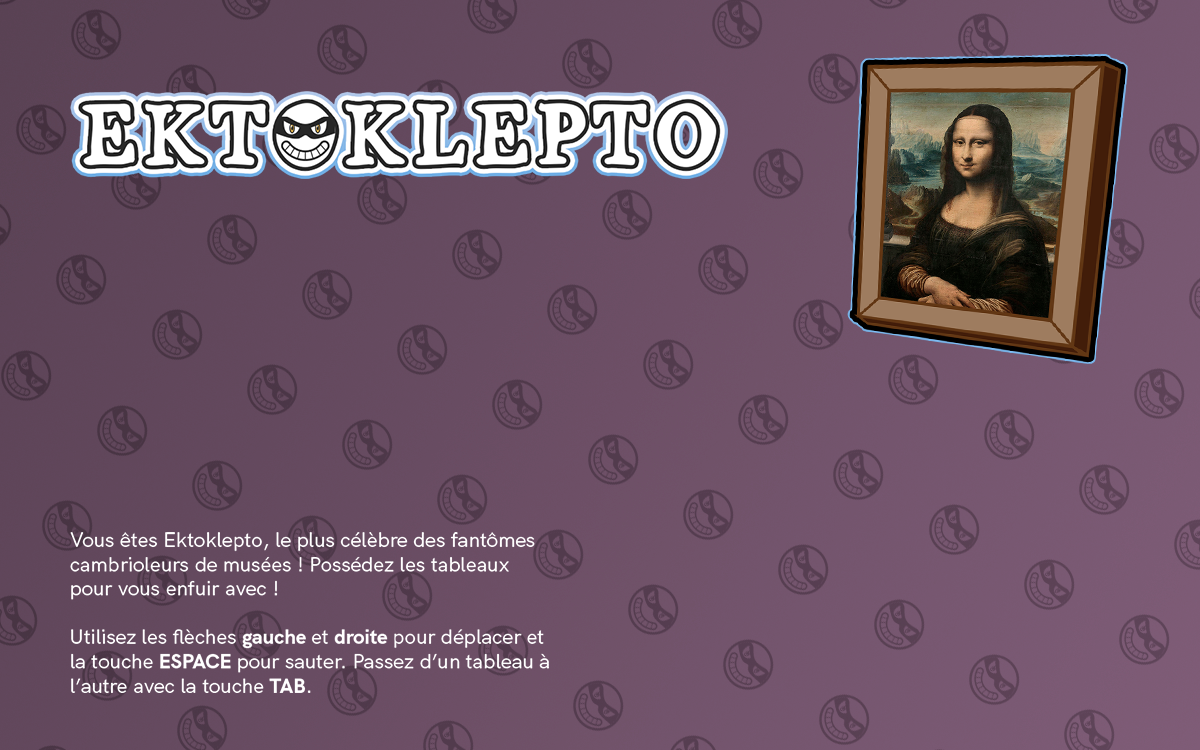 EKTOKLEPTO
Vous êtes Ektoklepto, le plus célèbre des fantômes
cambrioleurs de musées ! Possédez les tableaux
pour vous enfuir avec !
Utilisez les flèches gauche et droite pour déplacer et
la touche ESPACE pour sauter. Passez d’un tableau à
l’autre avec la touche TAB.